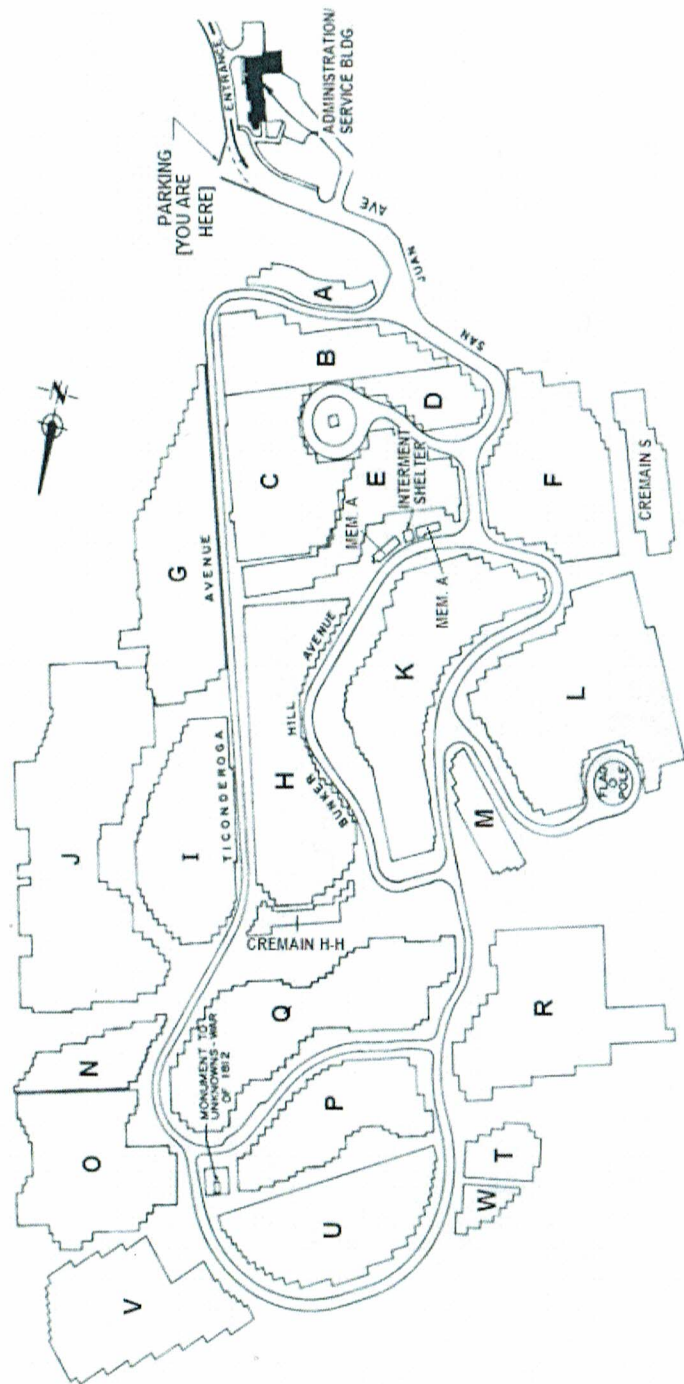 PARKING
[YOU ARE
HERE]
ENTRANCE
ADMINISTRATION/
SERVICE BLDG.
SAN JUAN AVE
N
A
B
C
D
E
MEM. A
INTERMENT
SHELTER
MEM. A
F
CREMAIN S
G
TICONDEROGA AVENUE
H
BUNKER HILL AVENUE
CREMAIN H-H
I
J
K
L
FLAG
POLE
M
N
O
MONUMENT TO
UNKNOWNS - WAR
OF 1812
P
Q
R
T
W
U
V